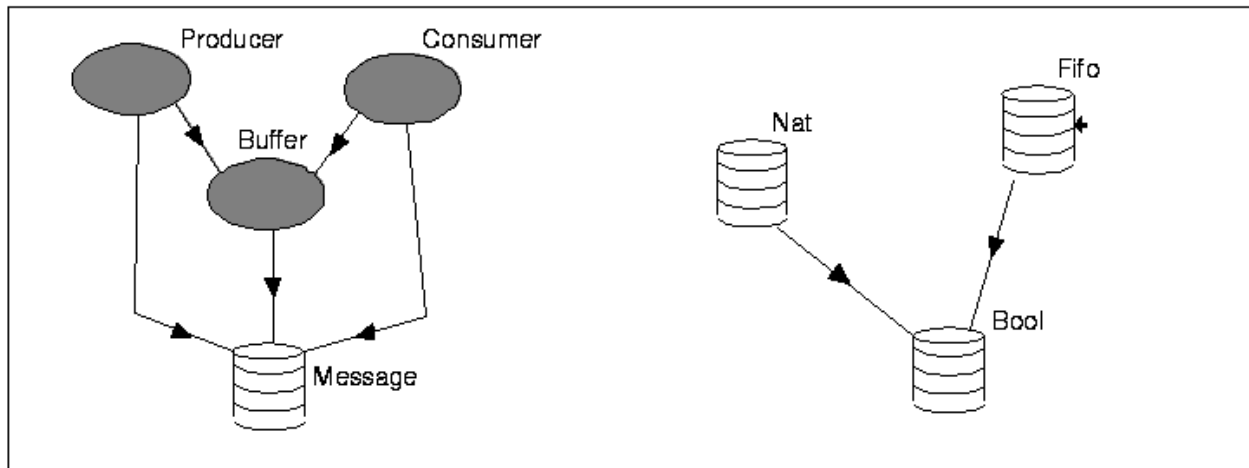 Producer
Consumer
Buffer
Message
Nat
Fifo
Bool